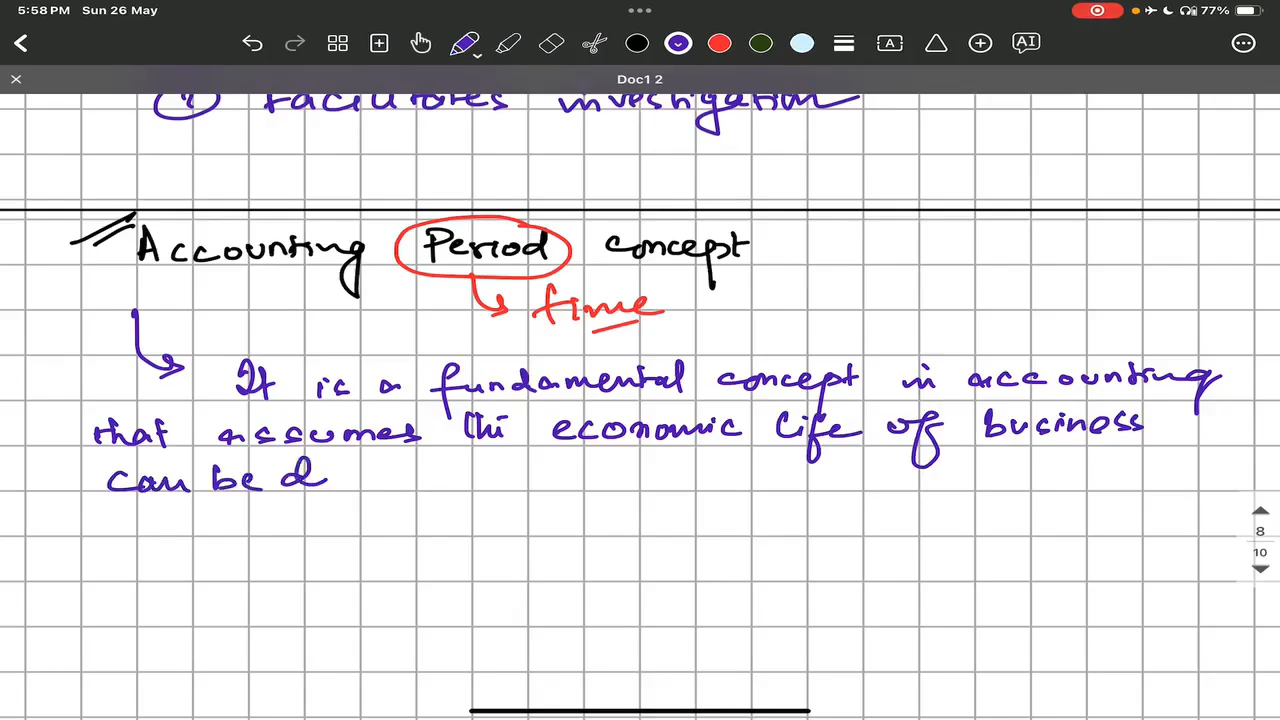 5:58 PM Sun 26 May
77%
AI
Doc1 2
Facilitates investigation
Accounting Period concept
time
It is a fundamental concept in accounting
that assumes the economic life of business
can be d
8
10